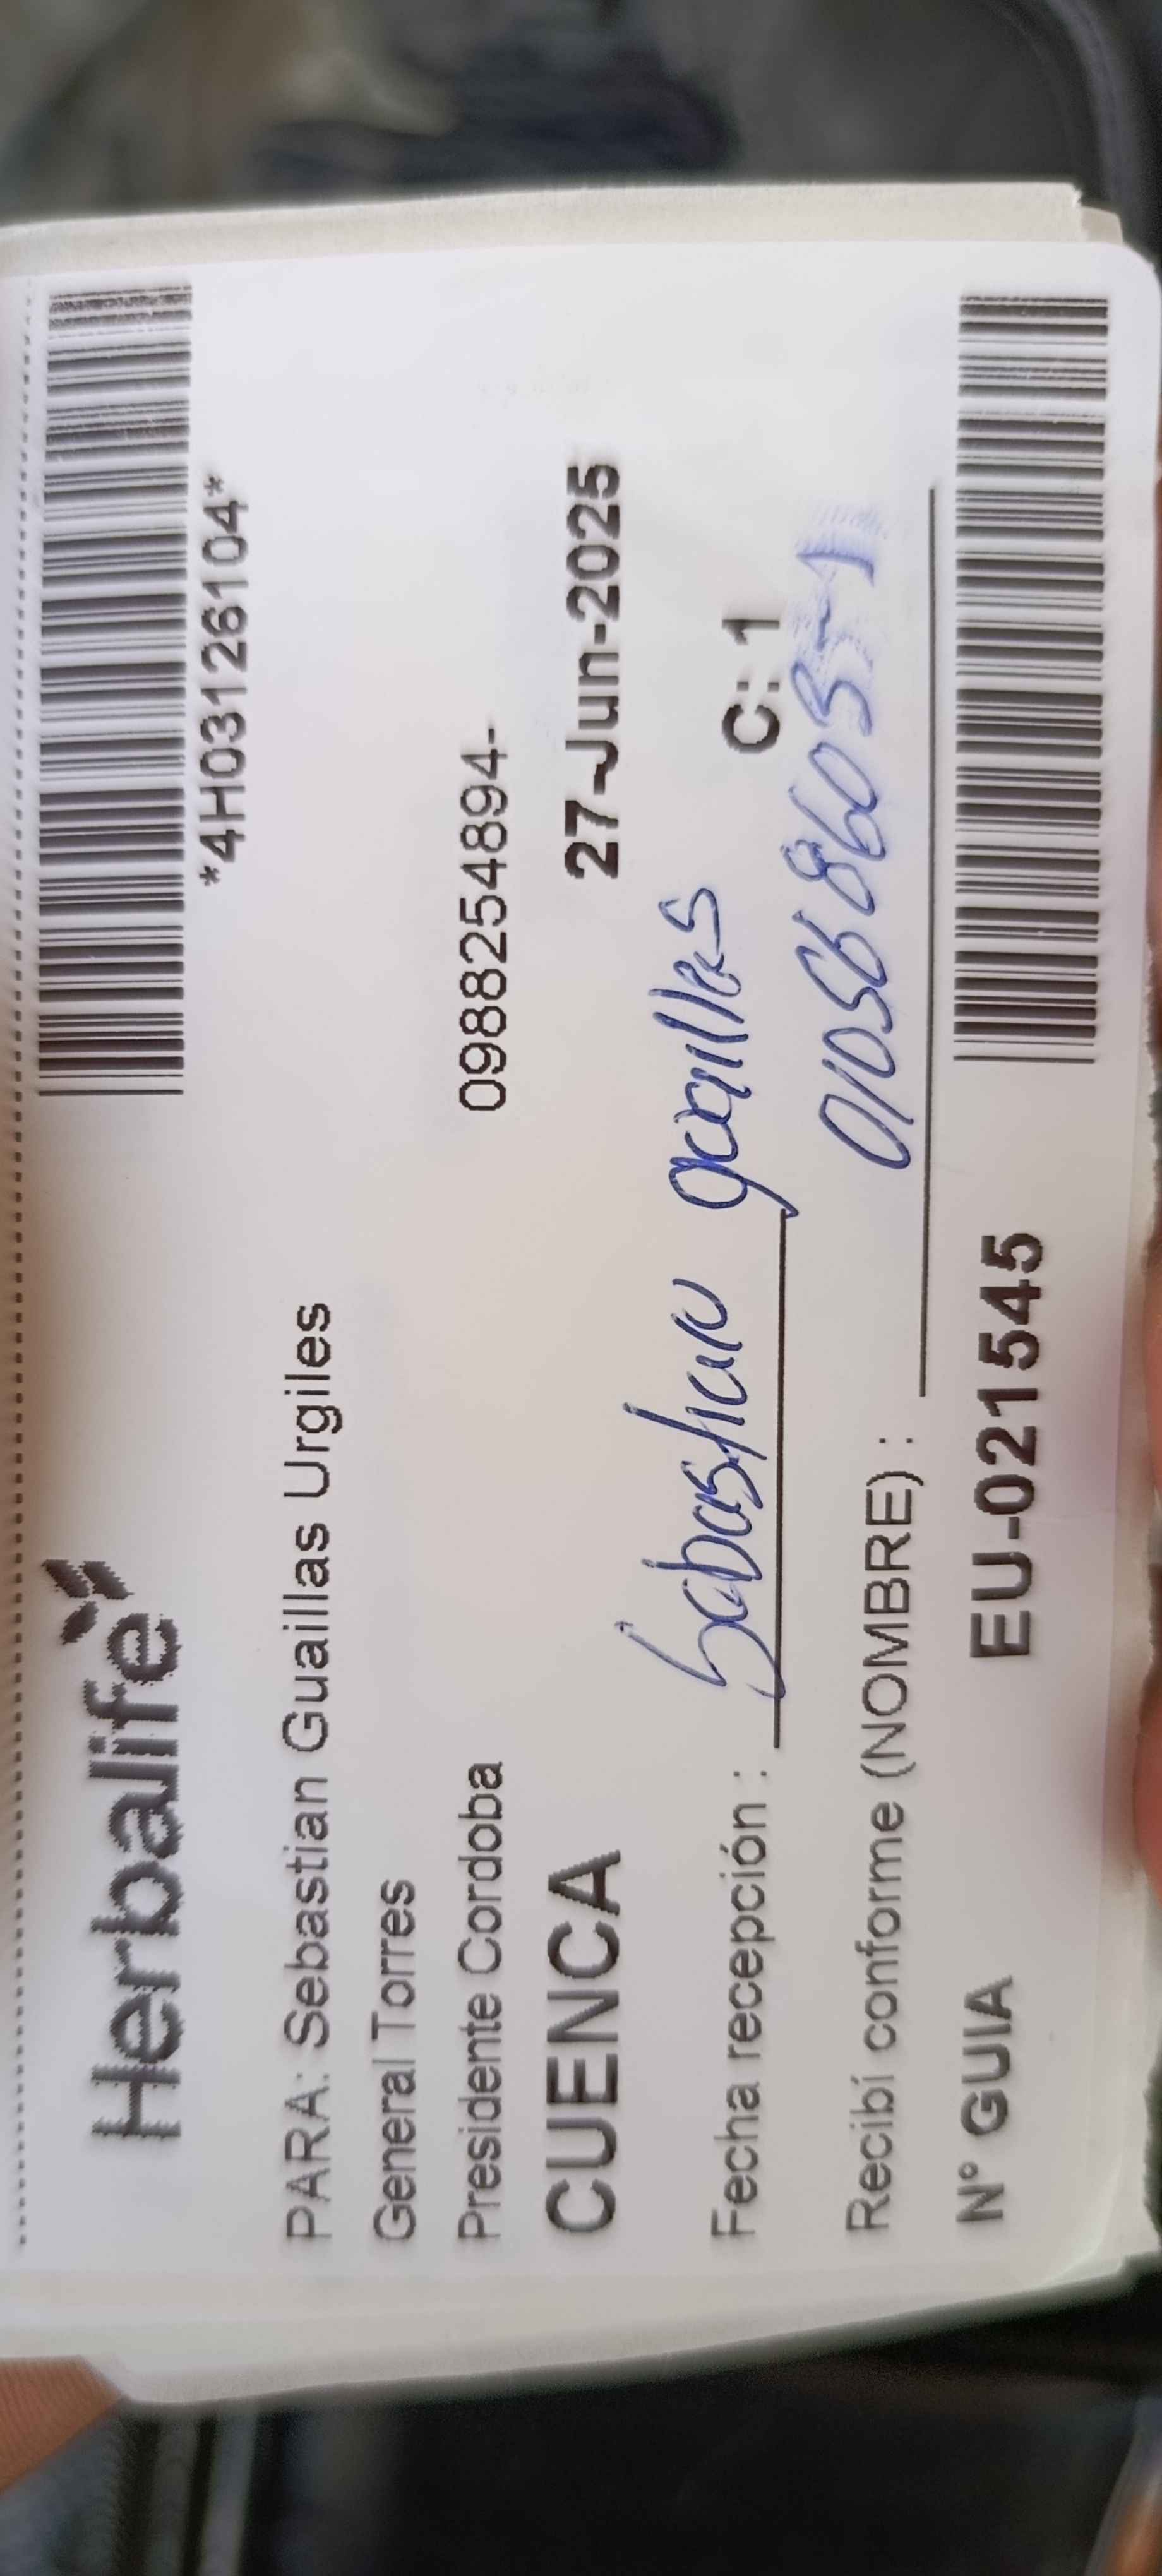 Herbalife
*4H03126104*
PARA: Sebastian Guaillas Urgiles
General Torres
Presidente Cordoba
0988254894-
CUENCA
27-Jun-2025
Fecha recepción :
Sebastian guaillas
C: 1
Recibí conforme (NOMBRE) :
N° GUIA
EU-021545